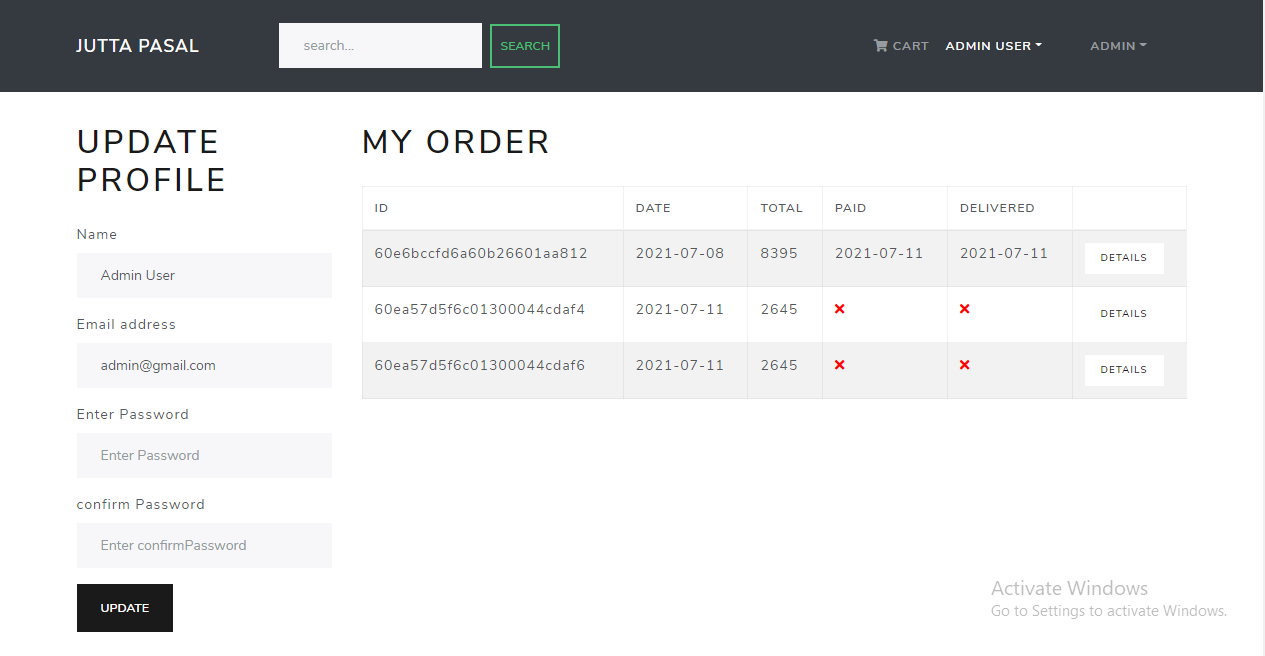 JUTTA PASAL search... SEARCH CART ADMIN USER ADMIN
UPDATE
PROFILE
Name
Admin User
Email address
admin@gmail.com
Enter Password
Enter Password
confirm Password
Enter confirmPassword
UPDATE
MY ORDER
ID DATE TOTAL PAID DELIVERED
60e6bccfd6a60b26601aa812 2021-07-08 8395 2021-07-11 2021-07-11 DETAILS
60ea57d5f6c01300044cdaf4 2021-07-11 2645 DETAILS
60ea57d5f6c01300044cdaf6 2021-07-11 2645 DETAILS
Activate Windows
Go to Settings to activate Windows.